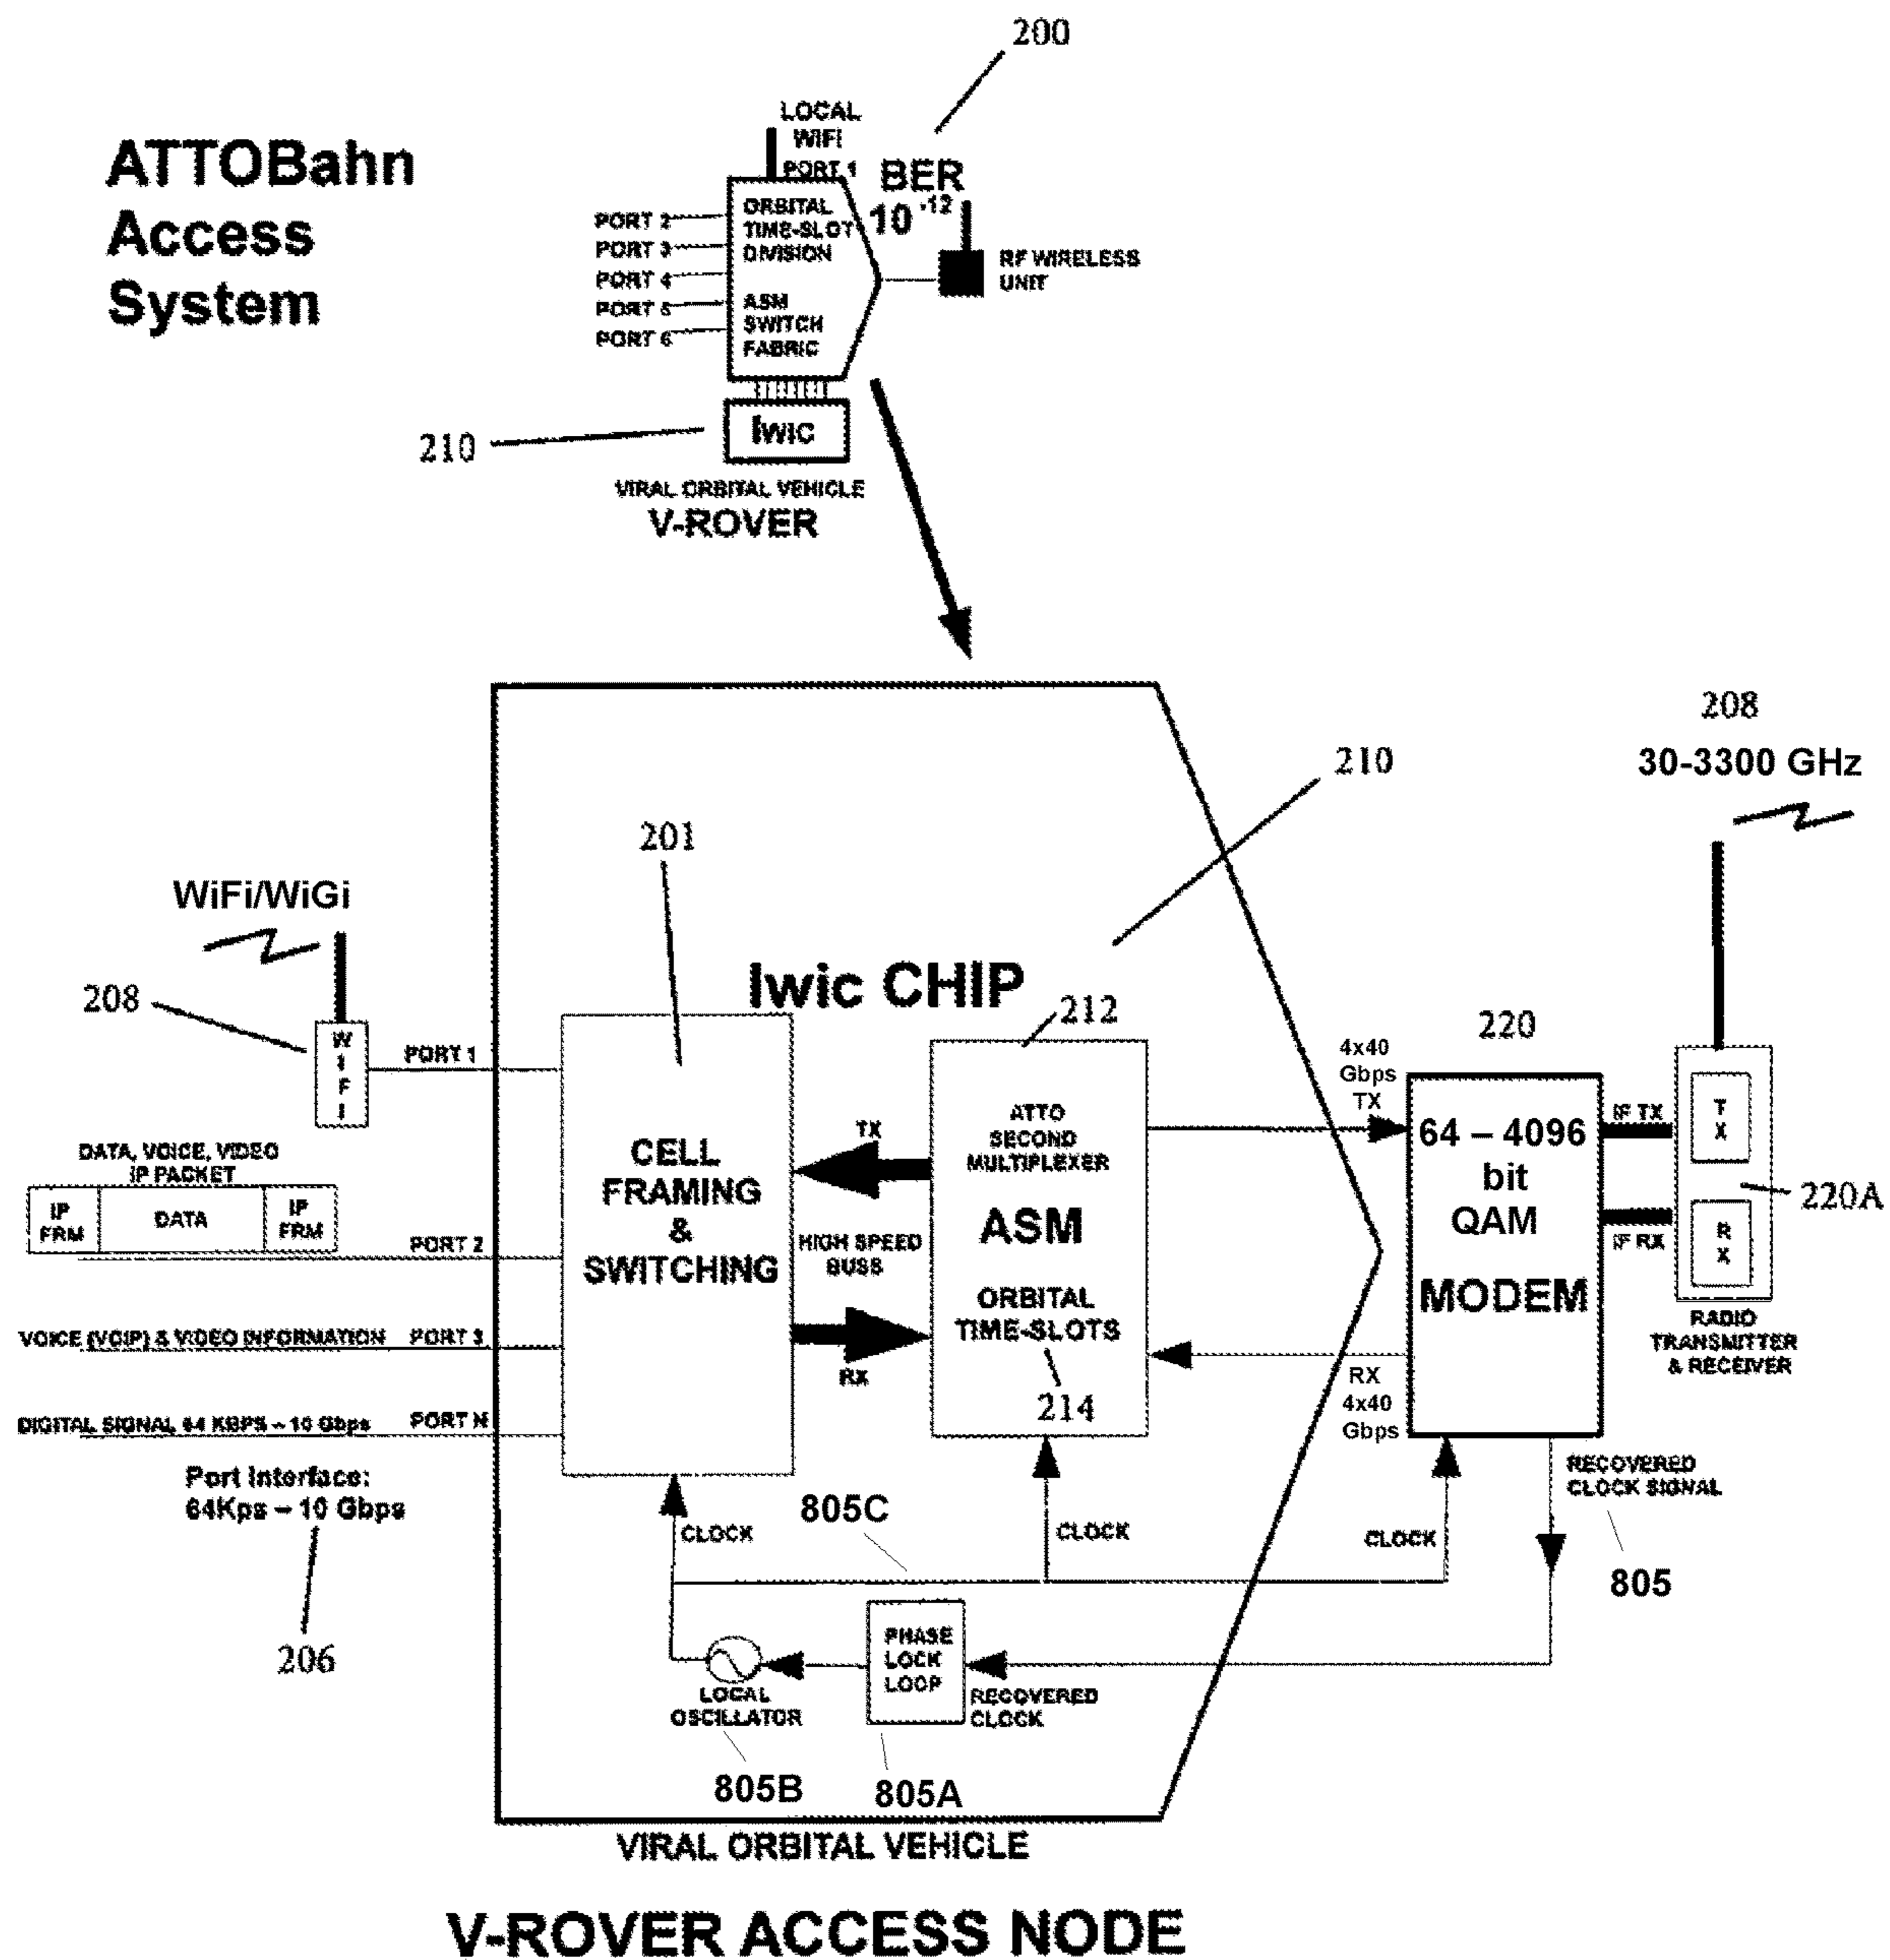 200
ATTOBahn
Access
System
LOCAL
WIFI
PORT 1
BER
10 -12
PORT 2
PORT 3
PORT 4
PORT 5
PORT 6
ORBITAL
TIME-SLOT
DIVISION
ASM
SWITCH
FABRIC
RF WIRELESS
UNIT
210
Iwic
VIRAL ORBITAL VEHICLE
V-ROVER
208
30-3300 GHz
210
201
WiFi/WiGi
Iwic CHIP
208
212
220
WIFI
PORT 1
4x40
Gbps
TX
DATA, VOICE, VIDEO
IP PACKET
IP
FRM
DATA
IP
FRM
PORT 2
CELL
FRAMING
&
SWITCHING
TX
HIGH SPEED
BUSS
RX
ATTO
SECOND
MULTIPLEXER
ASM
ORBITAL
TIME-SLOTS
214
64 – 4096
bit
QAM
MODEM
IF TX
IF RX
TX
RX
220A
RADIO
TRANSMITTER
& RECEIVER
VOICE (VOIP) & VIDEO INFORMATION
PORT 3
RX
4x40
Gbps
DIGITAL SIGNAL 64 KBPS – 10 Gbps
PORT N
Port Interface:
64Kps – 10 Gbps
206
RECOVERED
CLOCK SIGNAL
805
805C
CLOCK
CLOCK
CLOCK
PHASE
LOCK
LOOP
LOCAL
OSCILLATOR
RECOVERED
CLOCK
805B
805A
VIRAL ORBITAL VEHICLE
V-ROVER ACCESS NODE